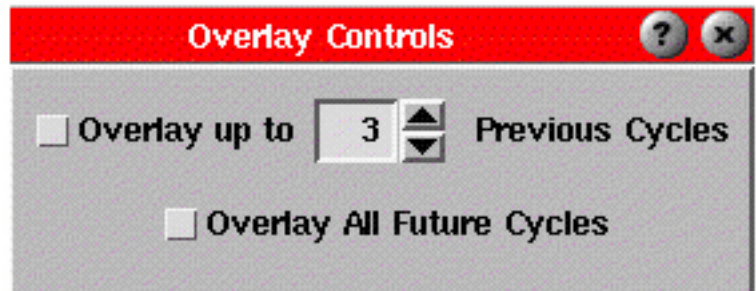 Overlay Controls ? x
Overlay up to 3 Previous Cycles
Overlay All Future Cycles